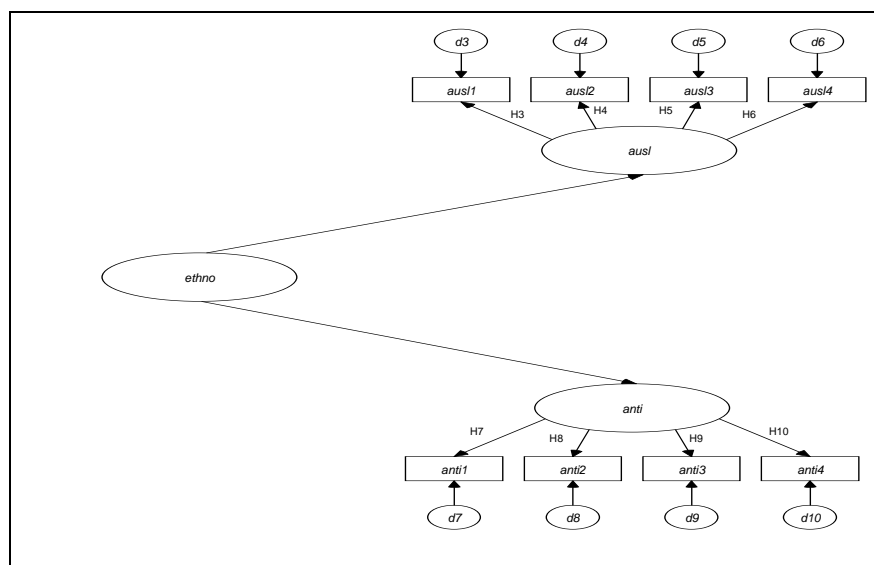 d3 d4 d5 d6
ausl1 ausl2 ausl3 ausl4
H3 H4 H5 H6
ausl
ethno
anti
H7 H8 H9 H10
anti1 anti2 anti3 anti4
d7 d8 d9 d10